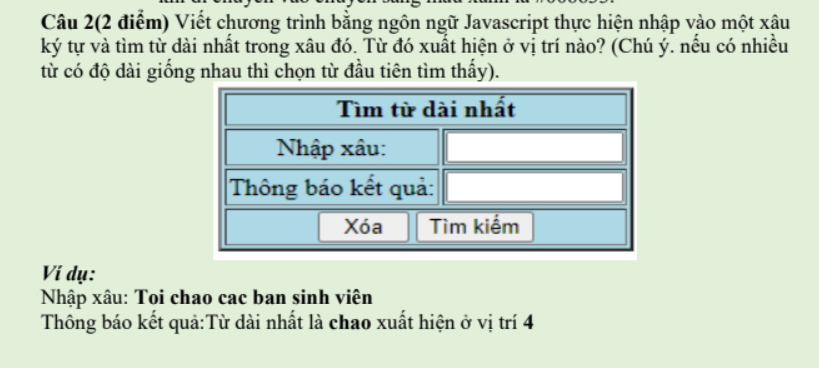 Câu 2(2 điểm) Viết chương trình bằng ngôn ngữ Javascript thực hiện nhập vào một xâu
ký tự và tìm từ dài nhất trong xâu đó. Từ đó xuất hiện ở vị trí nào? (Chú ý. nếu có nhiều
từ có độ dài giống nhau thì chọn từ đầu tiên tìm thấy).
Tìm từ dài nhất
Nhập xâu:
Thông báo kết quả:
Xóa Tìm kiếm
Ví dụ:
Nhập xâu: Toi chao cac ban sinh viên
Thông báo kết quả:Từ dài nhất là chao xuất hiện ở vị trí 4